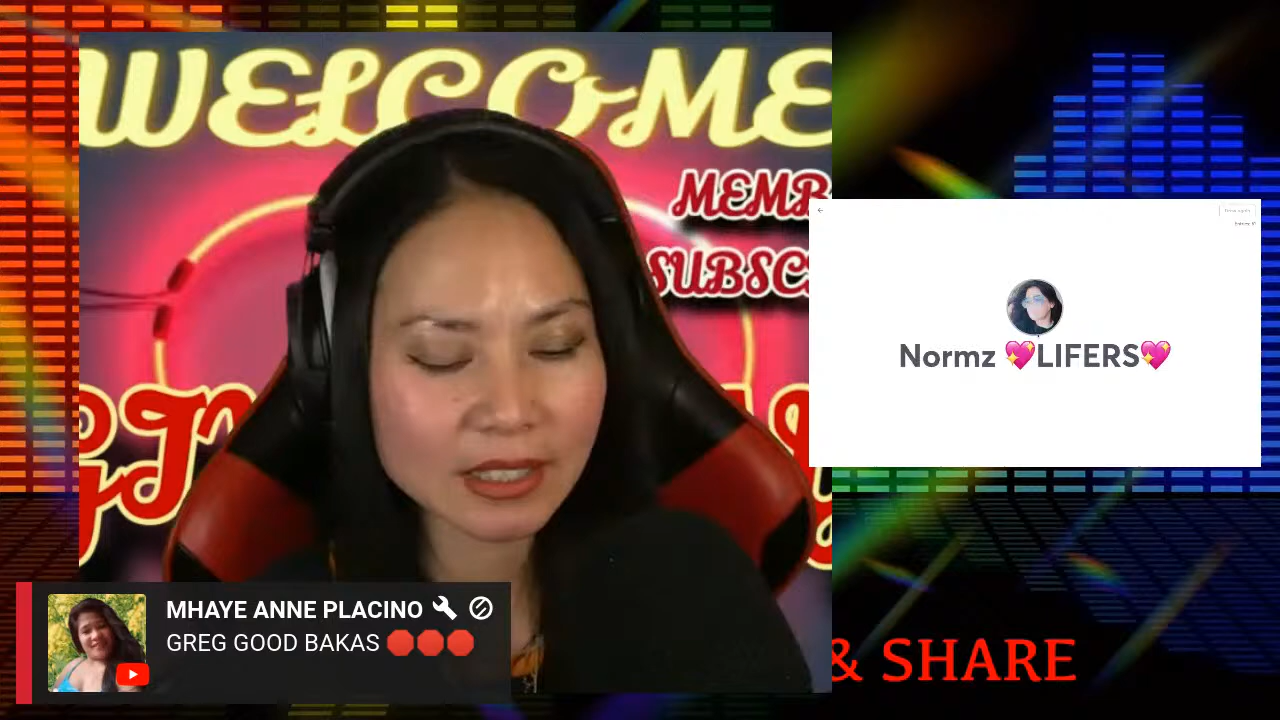 WELCOME
MEMB
SUBSC
Normz 💖LIFERS💖
MHAYE ANNE PLACINO
GREG GOOD BAKAS 🛑🛑🛑
& SHARE